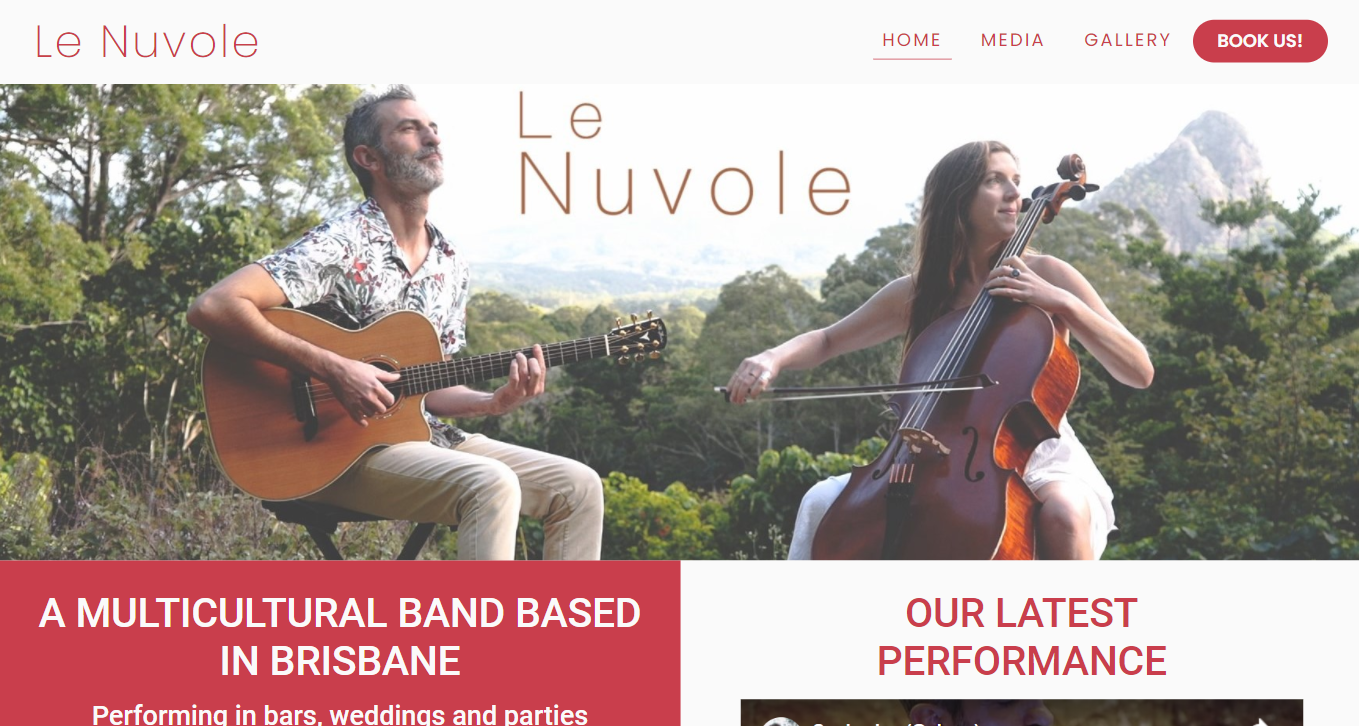 Le Nuvole
HOME
MEDIA
GALLERY
BOOK US!
Le
Nuvole
A MULTICULTURAL BAND BASED
IN BRISBANE
Performing in bars, weddings and parties
OUR LATEST
PERFORMANCE